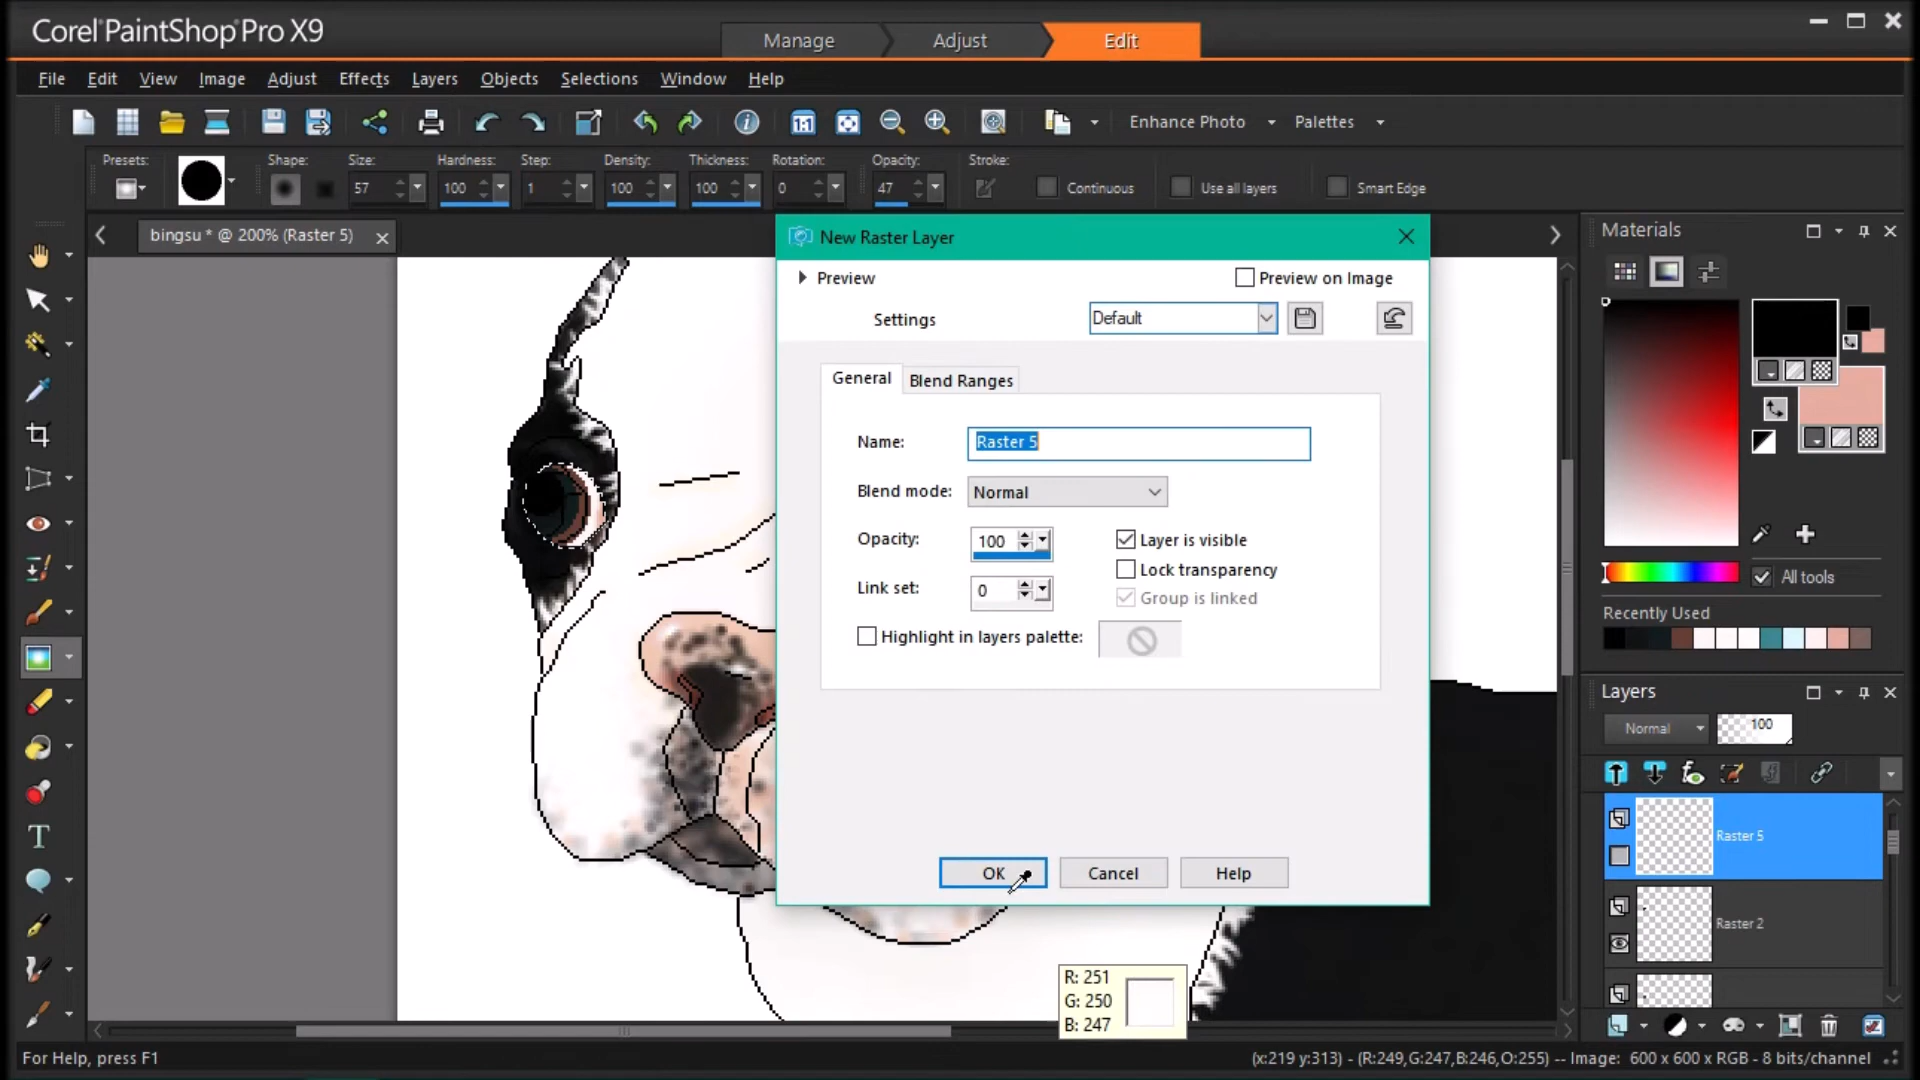 Corel PaintShop Pro X9
Manage Adjust Edit
File Edit View Image Adjust Effects Layers Objects Selections Window Help
1:1 Enhance Photo Palettes
Presets: Shape: Size: Hardness: Step: Density: Thickness: Rotation: Opacity: Stroke:
57 100 1 100 100 0 47 Continuous Use all layers Smart Edge
bingsu * @ 200% (Raster 5)
New Raster Layer
Preview Preview on Image
Settings Default
General Blend Ranges
Name: Raster 5
Blend mode: Normal
Opacity: 100 Layer is visible
Lock transparency
Link set: 0 Group is linked
Highlight in layers palette:
OK Cancel Help
R: 251
G: 250
B: 247
Materials
All tools
Recently Used
Layers
Normal 100
Raster 5
Raster 2
For Help, press F1
(x:219 y:313) - (R:249,G:247,B:246,O:255) -- Image: 600 x 600 x RGB - 8 bits/channel